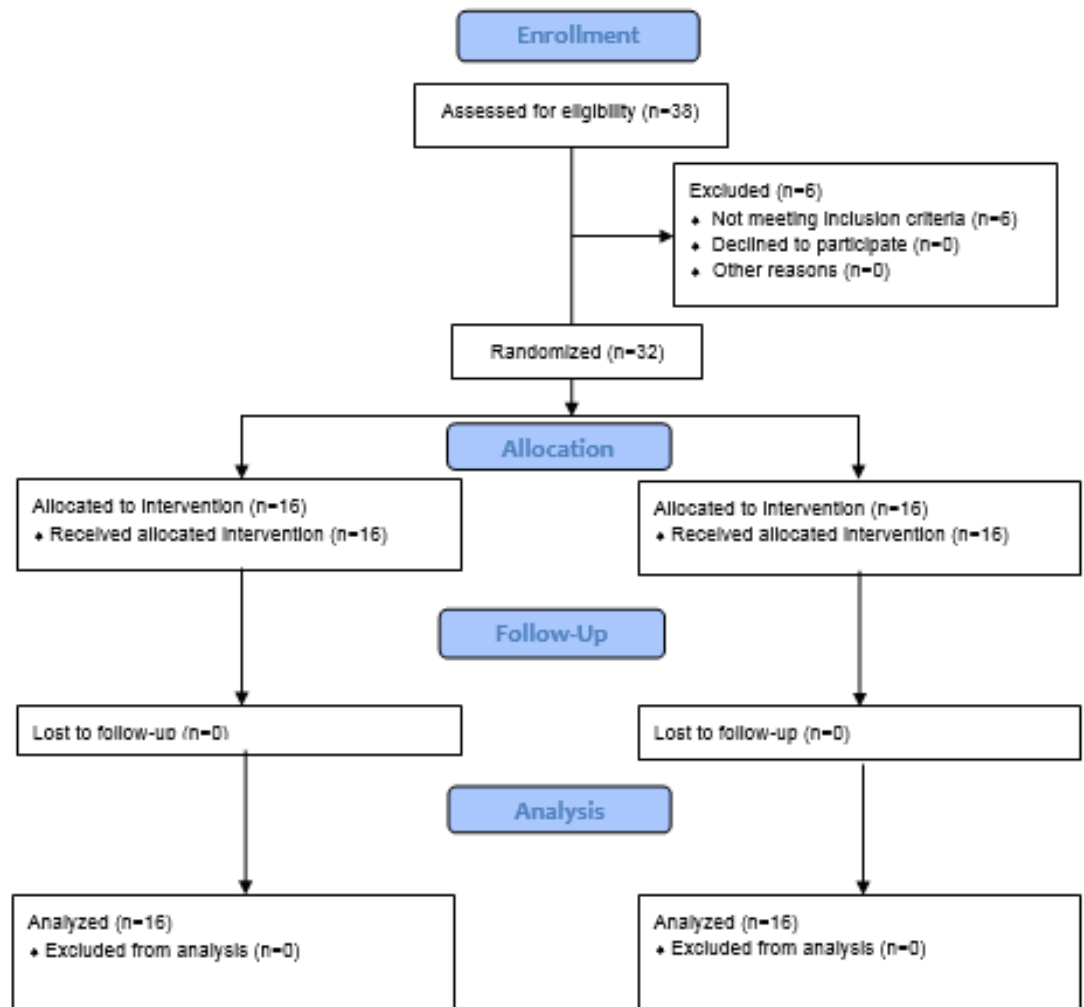 Enrollment
Assessed for eligibility (n=38)
Excluded (n=6)
♦ Not meeting inclusion criteria (n=6)
♦ Declined to participate (n=0)
♦ Other reasons (n=0)
Randomized (n=32)
Allocation
Allocated to intervention (n=16)
♦ Received allocated intervention (n=16)
Allocated to intervention (n=16)
♦ Received allocated intervention (n=16)
Follow-Up
Lost to follow-up (n=0)
Lost to follow-up (n=0)
Analysis
Analyzed (n=16)
♦ Excluded from analysis (n=0)
Analyzed (n=16)
♦ Excluded from analysis (n=0)